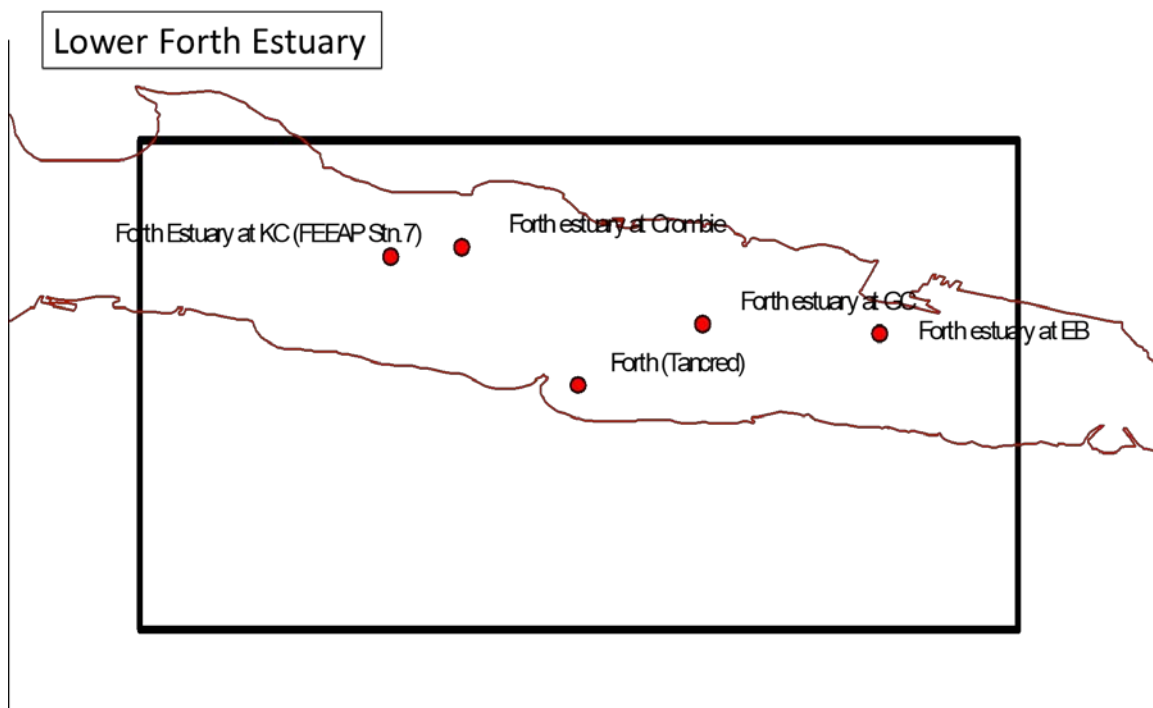 Lower Forth Estuary
Forth Estuary at KC (FEEAP Stn.7)
Forth estuary at Crombie
Forth estuary at GC
Forth estuary at EB
Forth (Tancred)